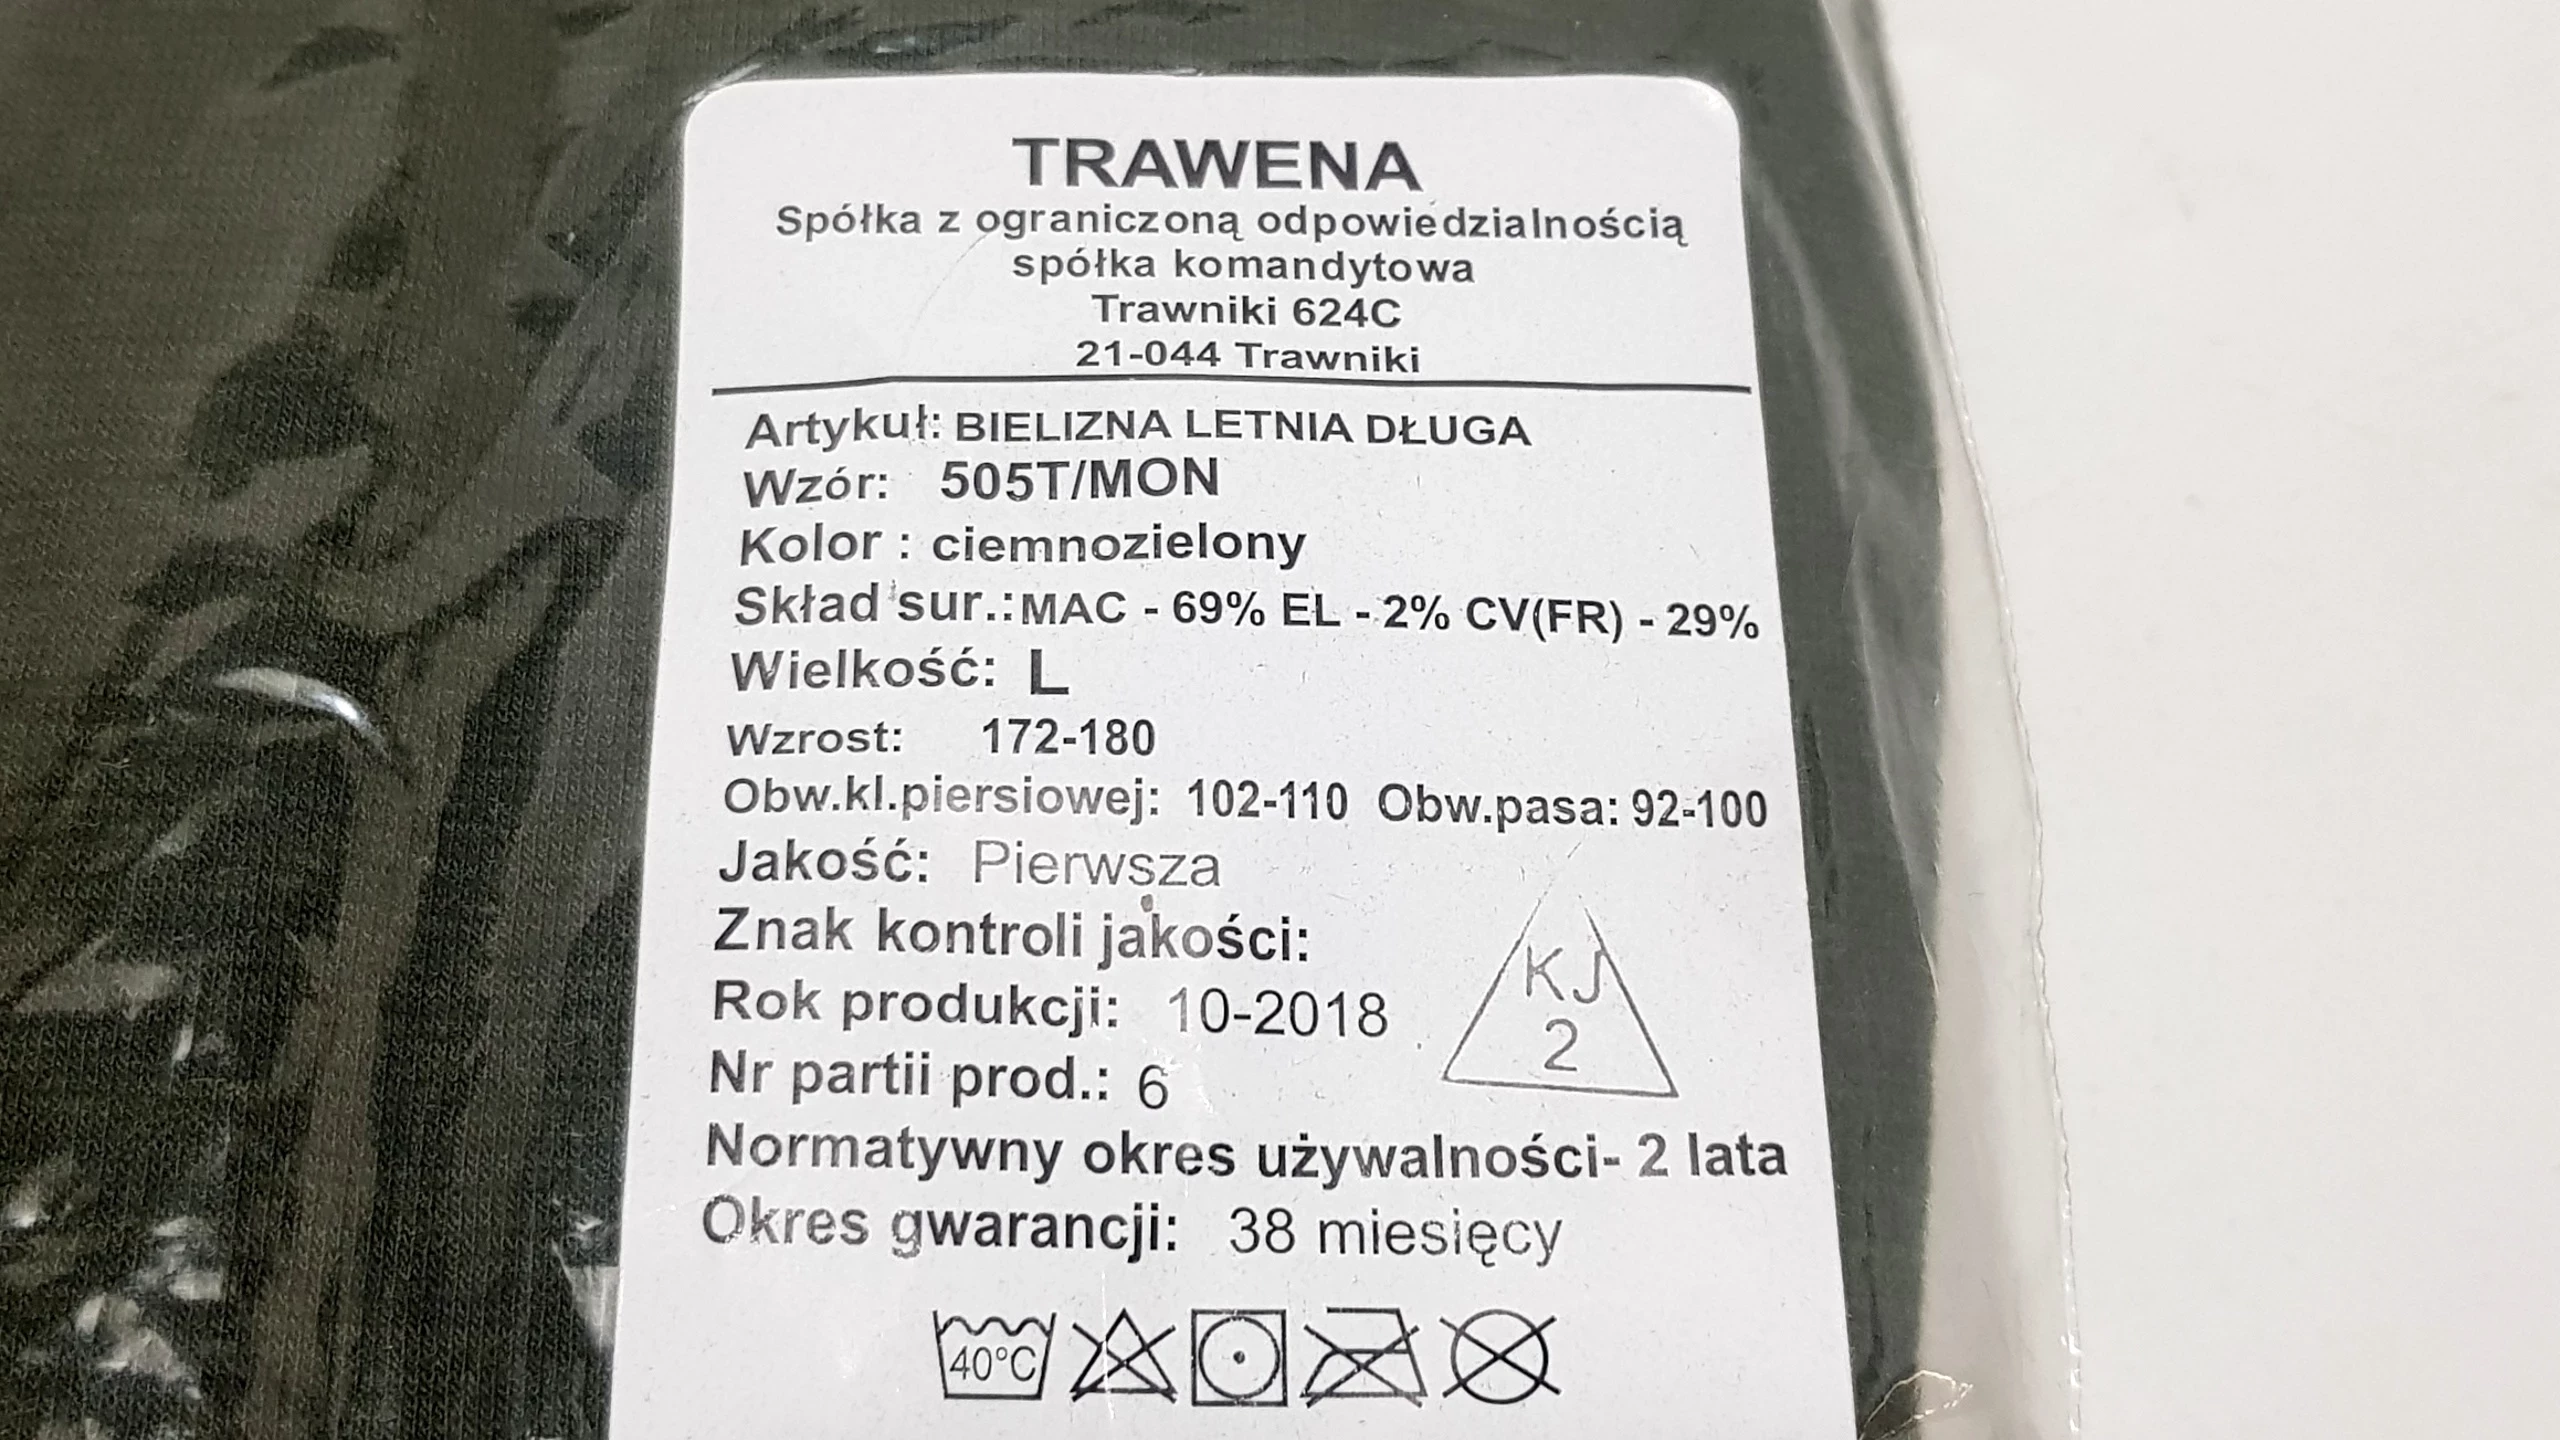 TRAWENA
Spółka z ograniczoną odpowiedzialnością
spółka komandytowa
Trawniki 624C
21-044 Trawniki
Artykuł: BIELIZNA LETNIA DŁUGA
Wzór: 505T/MON
Kolor : ciemnozielony
Skład sur.:MAC - 69% EL - 2% CV(FR) - 29%
Wielkość: L
Wzrost: 172-180
Obw.kl.piersiowej: 102-110 Obw.pasa: 92-100
Jakość: Pierwsza
Znak kontroli jakości:
KJ
2
Rok produkcji: 10-2018
Nr partii prod.: 6
Normatywny okres używalności- 2 lata
Okres gwarancji: 38 miesięcy
40°C